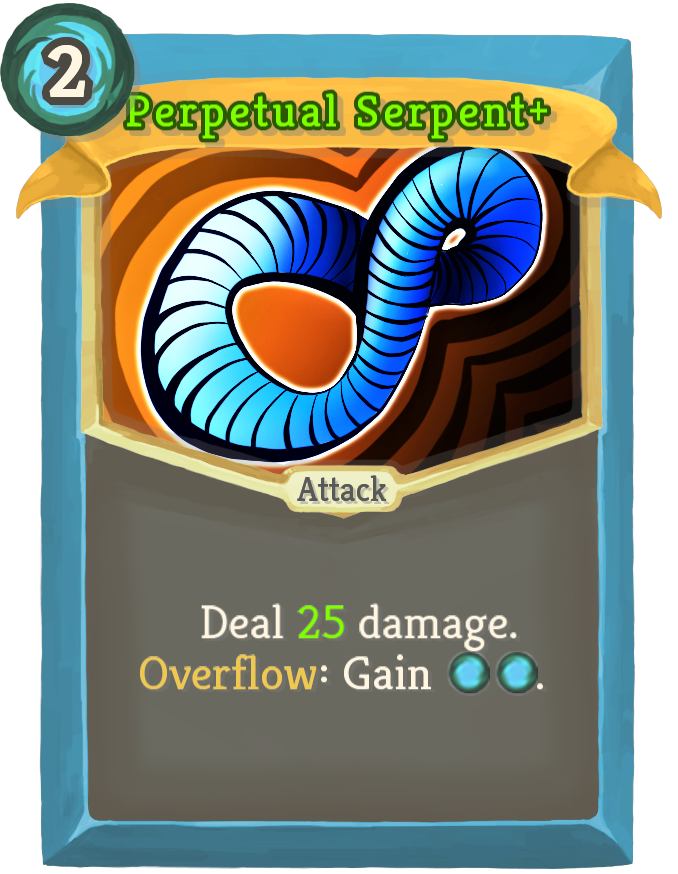 2
Perpetual Serpent+
Attack
Deal 25 damage.
Overflow: Gain .